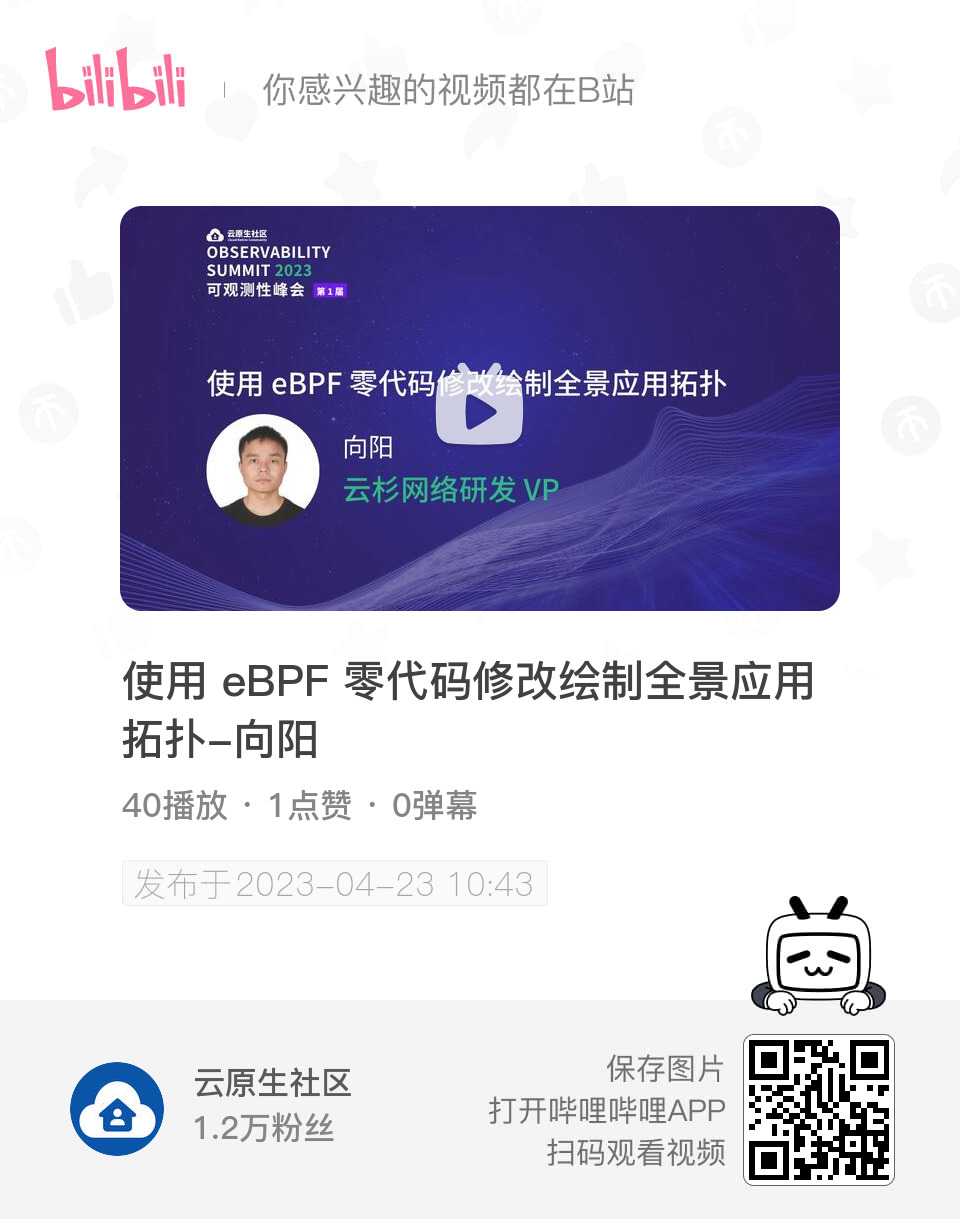 bilibili
你感兴趣的视频都在B站
云原生社区
Cloud Native Community
OBSERVABILITY
SUMMIT 2023
可观测性峰会 第1届
使用 eBPF 零代码修改绘制全景应用拓扑
向阳
云杉网络研发 VP
使用 eBPF 零代码修改绘制全景应用
拓扑-向阳
40播放 · 1点赞 · 0弹幕
发布于2023-04-23 10:43
云原生社区
1.2万粉丝
保存图片
打开哔哩哔哩APP
扫码观看视频